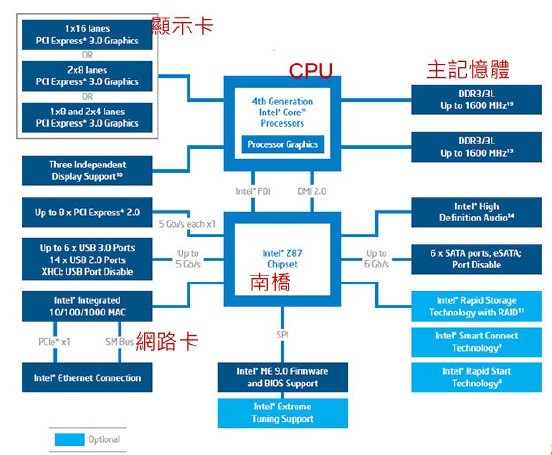 1x16 lanes
PCI Express* 3.0 Graphics
顯示卡
OR
2x8 lanes
PCI Express* 3.0 Graphics
OR
1x8 and 2x4 lanes
PCI Express* 3.0 Graphics
CPU
4th Generation
Intel® Core™
Processors
Processor Graphics
主記憶體
DDR3/3L
Up to 1600 MHz¹³
DDR3/3L
Up to 1600 MHz¹³
Three Independent
Display Support¹⁰
Intel® FDI
DMI 2.0
Up to 8 x PCI Express* 2.0
5 Gb/s each x1
Intel® High
Definition Audio¹⁴
Up to 6 x USB 3.0 Ports
14 x USB 2.0 Ports
XHCI; USB Port Disable
Up to
5 Gb/s
Intel® Z87
Chipset
南橋
Up to
6 Gb/s
6 x SATA ports, eSATA;
Port Disable
Intel® Integrated
10/100/1000 MAC
Intel® Rapid Storage
Technology with RAID¹¹
PCIe* x1
SM Bus
網路卡
SPI
Intel® Smart Connect
Technology³
Intel® Ethernet Connection
Intel® ME 9.0 Firmware
and BIOS Support
Intel® Rapid Start
Technology⁴
Intel® Extreme
Tuning Support
Optional